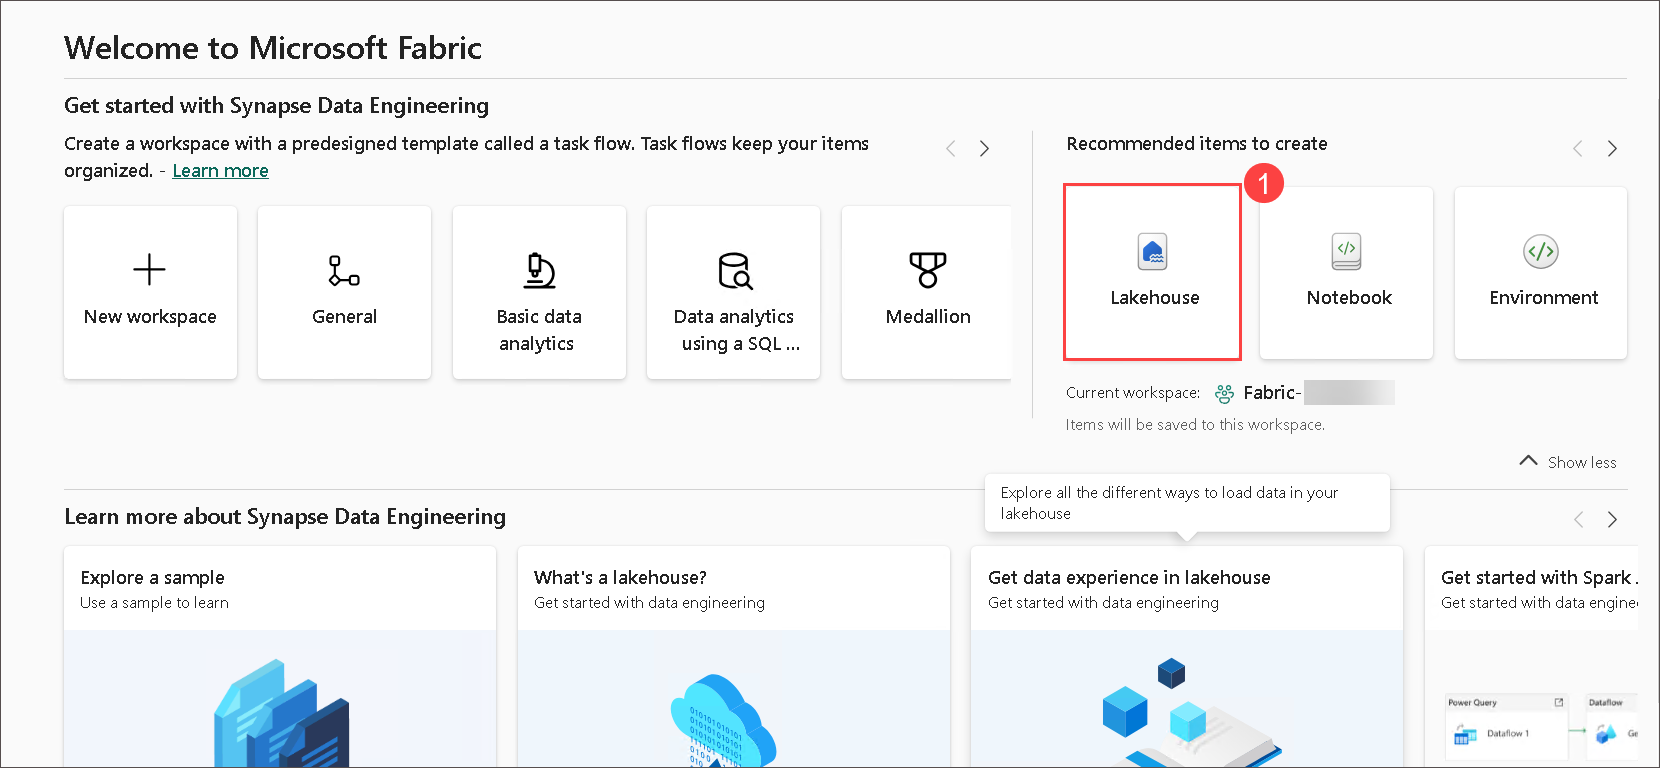 Welcome to Microsoft Fabric
Get started with Synapse Data Engineering
Create a workspace with a predesigned template called a task flow. Task flows keep your items
organized. - Learn more
New workspace
General
Basic data
analytics
Data analytics
using a SQL ...
Medallion
Recommended items to create
1
Lakehouse
Notebook
Environment
Current workspace: Fabric-
Items will be saved to this workspace.
Show less
Learn more about Synapse Data Engineering
Explore all the different ways to load data in your
lakehouse
Explore a sample
Use a sample to learn
What's a lakehouse?
Get started with data engineering
Get data experience in lakehouse
Get started with data engineering
Get started with Spark .
Get started with data engine
Power Query
Dataflow 1
Dataflow
Ge
010101010101